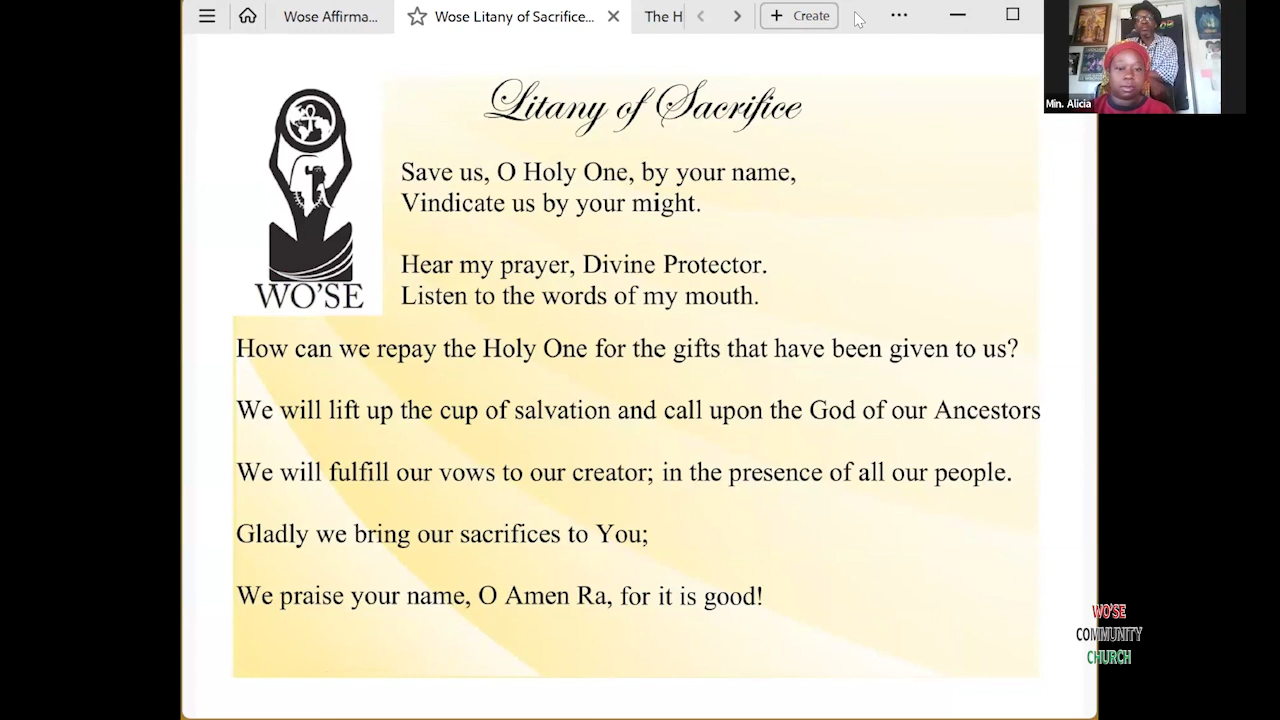 Wose Affirma...
Wose Litany of Sacrifice...
The H
Create
Min. Alicia
Litany of Sacrifice
Save us, O Holy One, by your name,
Vindicate us by your might.
Hear my prayer, Divine Protector.
Listen to the words of my mouth.
WO'SE
How can we repay the Holy One for the gifts that have been given to us?
We will lift up the cup of salvation and call upon the God of our Ancestors
We will fulfill our vows to our creator; in the presence of all our people.
Gladly we bring our sacrifices to You;
We praise your name, O Amen Ra, for it is good!
WO'SE
COMMUNITY
CHURCH